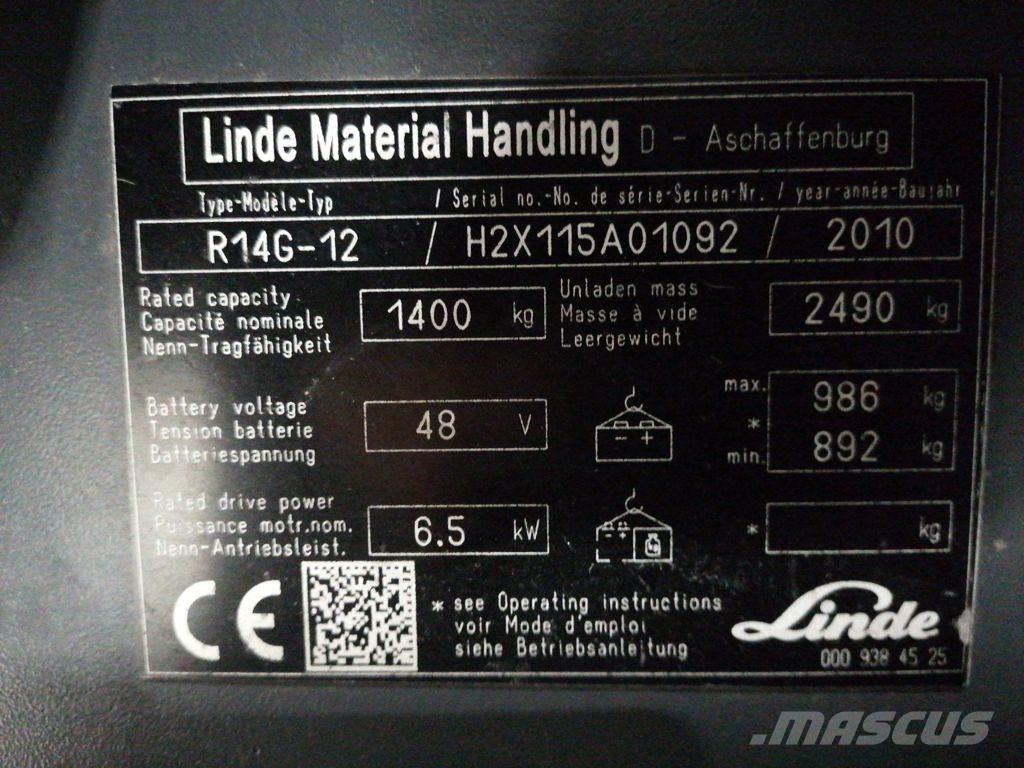 Linde Material Handling D - Aschaffenburg
Type-Modèle-Typ / Serial no.-No. de série-Serien-Nr. / year-année-Baujahr
R14G-12 / H2X115A01092 / 2010
Rated capacity
Capacité nominale
Nenn-Tragfähigkeit
1400 kg
Unladen mass
Masse à vide
Leergewicht
2490 kg
Battery voltage
Tension batterie
Batteriespannung
48 V
- +
max. 986 kg
*
min. 892 kg
Rated drive power
Puissance motr.nom.
Nenn-Antriebsleist.
6.5 kW
- + kg
* kg
CE
* see Operating instructions
voir Mode d'emploi
siehe Betriebsanleitung
Linde
000 938 45 25
.MASCUS